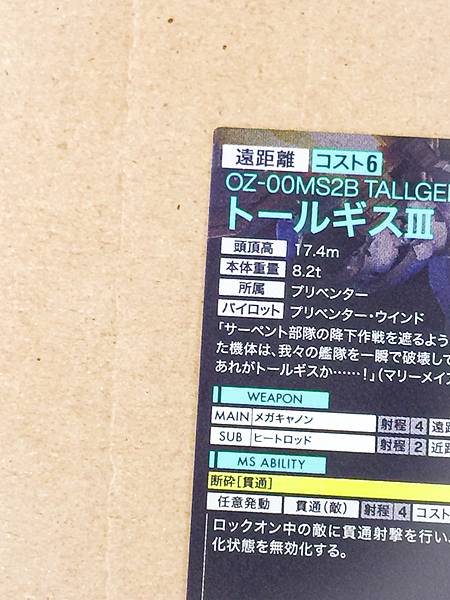 遠距離 コスト6
OZ-00MS2B TALLGE
トールギスⅢ
頭頂高 17.4m
本体重量 8.2t
所属 プリベンター
パイロット プリベンター・ウインド
「サーペント部隊の降下作戦を遮るよう
た機体は、我々の艦隊を一瞬で破壊して
あれがトールギスか……！」(マリーメイア
WEAPON
MAIN メガキャノン 射程 4 遠距
SUB ヒートロッド 射程 2 近距
MS ABILITY
断砕[貫通]
任意発動 貫通(敵) 射程 4 コスト
ロックオン中の敵に貫通射撃を行い、
化状態を無効化する。